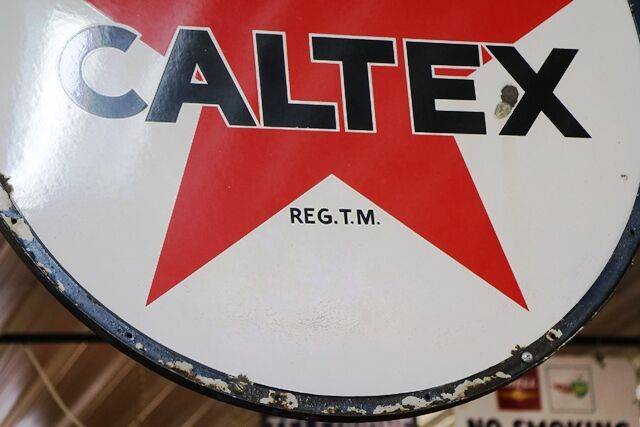 CALTEX
REG.T.M.
NO SMOKING